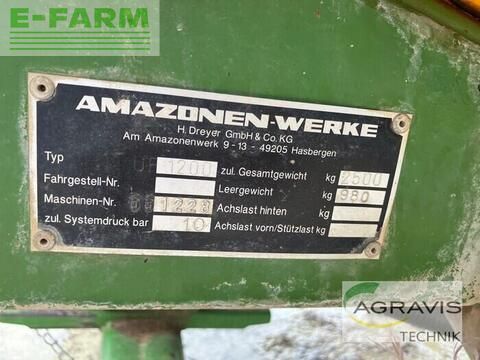 E-FARM
AMAZONEN-WERKE
H. Dreyer GmbH & Co. KG
Am Amazonenwerk 9 - 13 - 49205 Hasbergen
Typ UF 1200 zul. Gesamtgewicht kg 2500
Fahrgestell-Nr. Leergewicht kg 980
Maschinen-Nr. Achslast hinten kg
zul. Systemdruck bar 10 Achslast vorn/Stützlast kg
AGRAVIS
TECHNIK